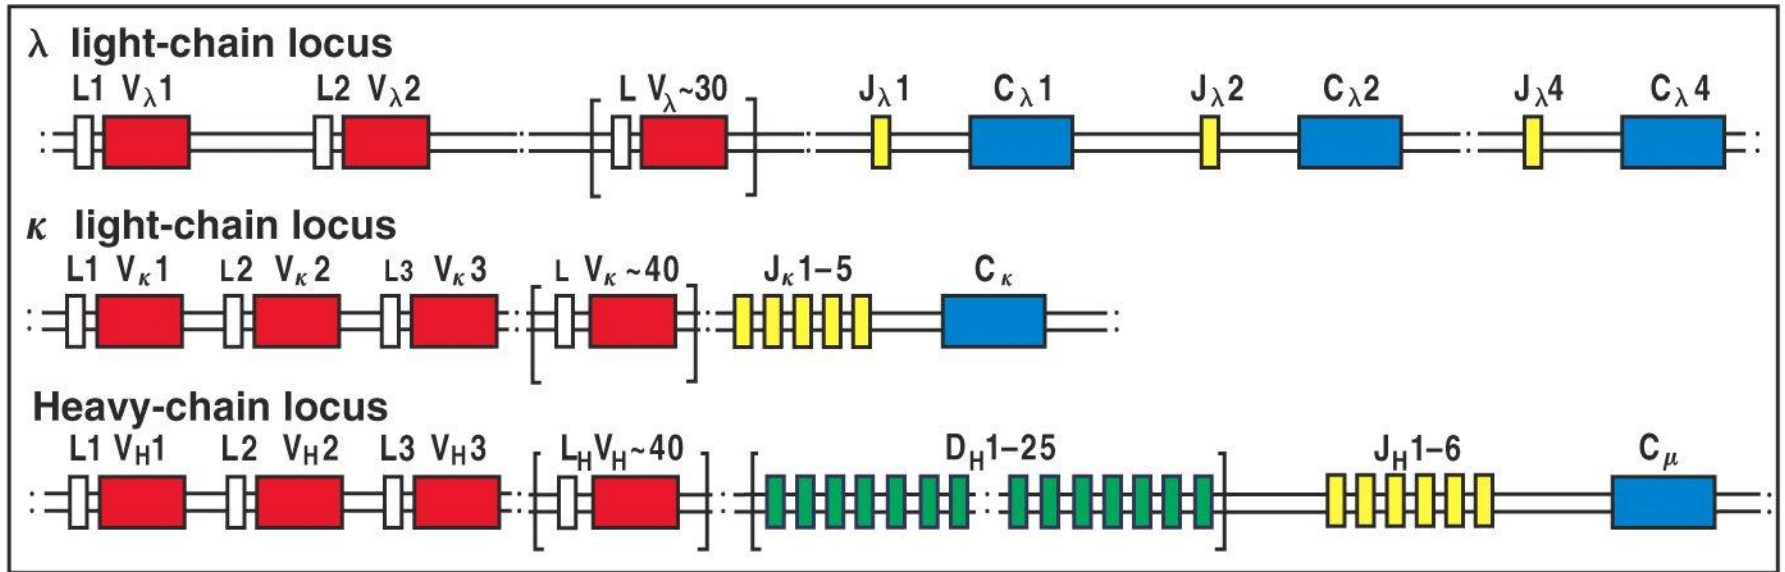 λ light-chain locus
L1 Vλ1 L2 Vλ2 L Vλ~30 Jλ1 Cλ1 Jλ2 Cλ2 Jλ4 Cλ4
κ light-chain locus
L1 Vκ1 L2 Vκ2 L3 Vκ3 L Vκ~40 Jκ1–5 Cκ
Heavy-chain locus
L1 VH1 L2 VH2 L3 VH3 LHVH~40 DH1–25 JH1–6 Cμ